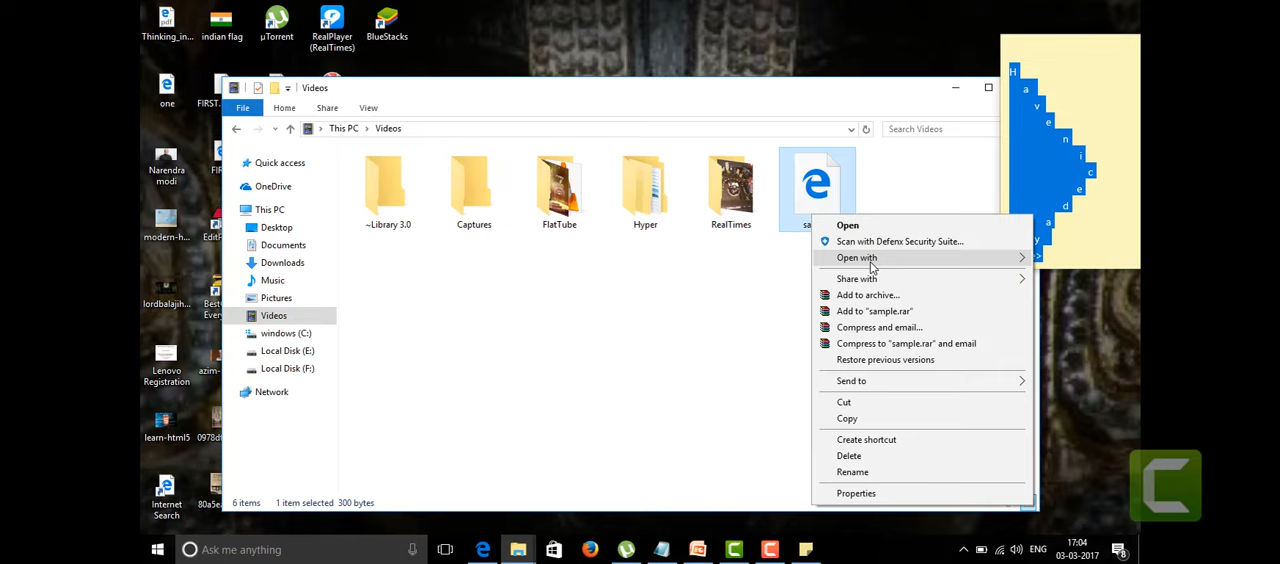 Thinking_in...
indian flag
µTorrent
RealPlayer
(RealTimes)
BlueStacks
one
FIRST.
Narendra
modi
FIR
modern-h...
EditP
lordbalajih...
Best
Every
Lenovo
Registration
azim-
learn-html5
0978df
Internet
Search
80a5ea
Videos
File
Home
Share
View
This PC
Videos
Search Videos
Quick access
OneDrive
This PC
Desktop
Documents
Downloads
Music
Pictures
Videos
windows (C:)
Local Disk (E:)
Local Disk (F:)
Network
~Library 3.0
Captures
FlatTube
Hyper
RealTimes
sa
Open
Scan with Defenx Security Suite...
Open with
Share with
Add to archive...
Add to "sample.rar"
Compress and email...
Compress to "sample.rar" and email
Restore previous versions
Send to
Cut
Copy
Create shortcut
Delete
Rename
Properties
6 items
1 item selected 300 bytes
H
a
v
e
n
i
c
e
d
a
y
>
Ask me anything
ENG
17:04
03-03-2017
8